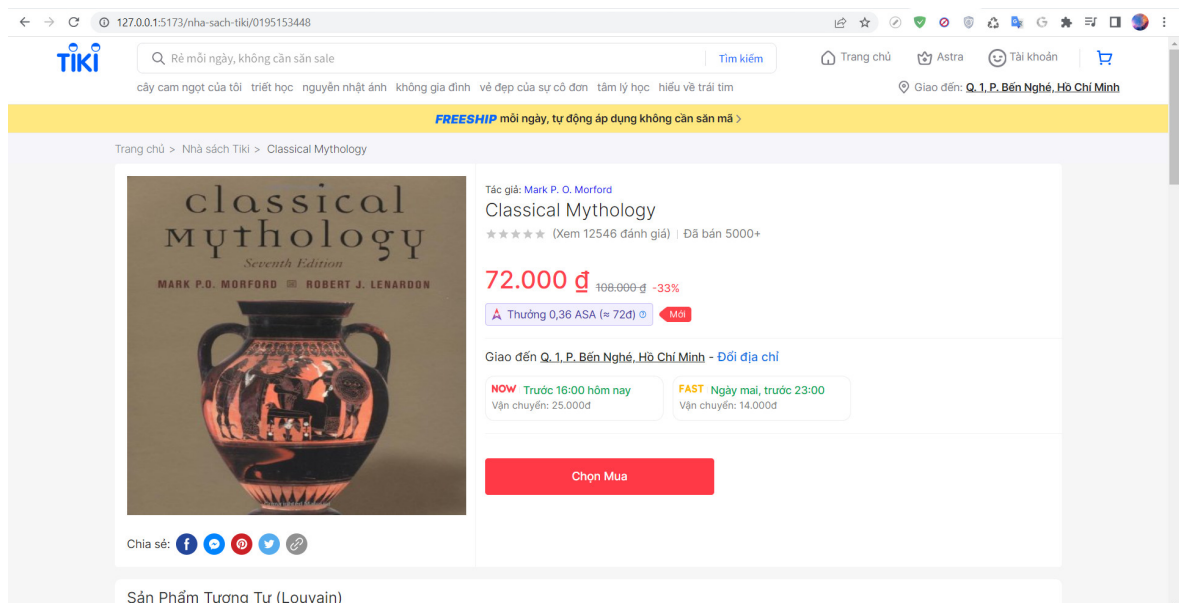 127.0.0.1:5173/nha-sach-tiki/0195153448
TIKI
Rẻ mỗi ngày, không cần săn sale
Tìm kiếm
Trang chủ
Astra
Tài khoản
cây cam ngọt của tôi triết học nguyễn nhật ánh không gia đình vẻ đẹp của sự cô đơn tâm lý học hiểu về trái tim
Giao đến: Q. 1, P. Bến Nghé, Hồ Chí Minh
FREESHIP mỗi ngày, tự động áp dụng không cần săn mã >
Trang chủ > Nhà sách Tiki > Classical Mythology
classical
Mythology
Seventh Edition
MARK P.O. MORFORD ROBERT J. LENARDON
Tác giả: Mark P. O. Morford
Classical Mythology
(Xem 12546 đánh giá) | Đã bán 5000+
72.000 ₫ 108.000 ₫ -33%
Thưởng 0,36 ASA (≈ 72đ)
Mới
Giao đến Q. 1, P. Bến Nghé, Hồ Chí Minh - Đổi địa chỉ
NOW Trước 16:00 hôm nay
Vận chuyển: 25.000đ
FAST Ngày mai, trước 23:00
Vận chuyển: 14.000đ
Chọn Mua
Chia sẻ:
Sản Phẩm Tương Tự (Louvain)